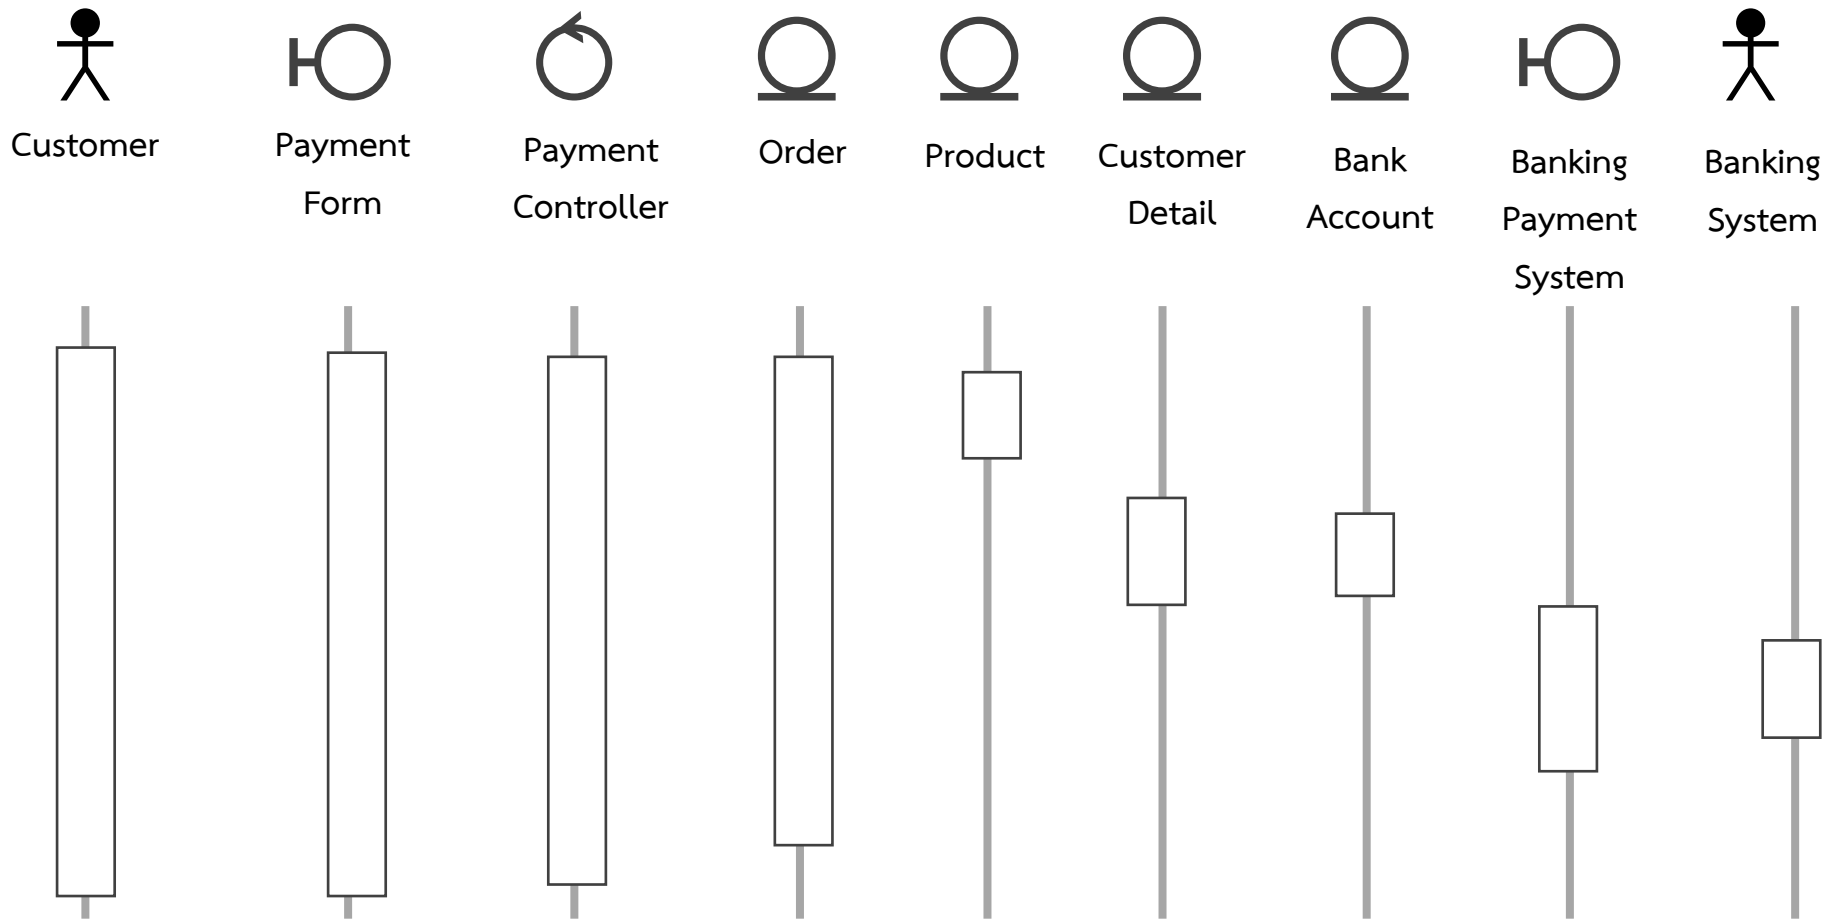 Customer
Payment
Form
Payment
Controller
Order
Product
Customer
Detail
Bank
Account
Banking
Payment
System
Banking
System